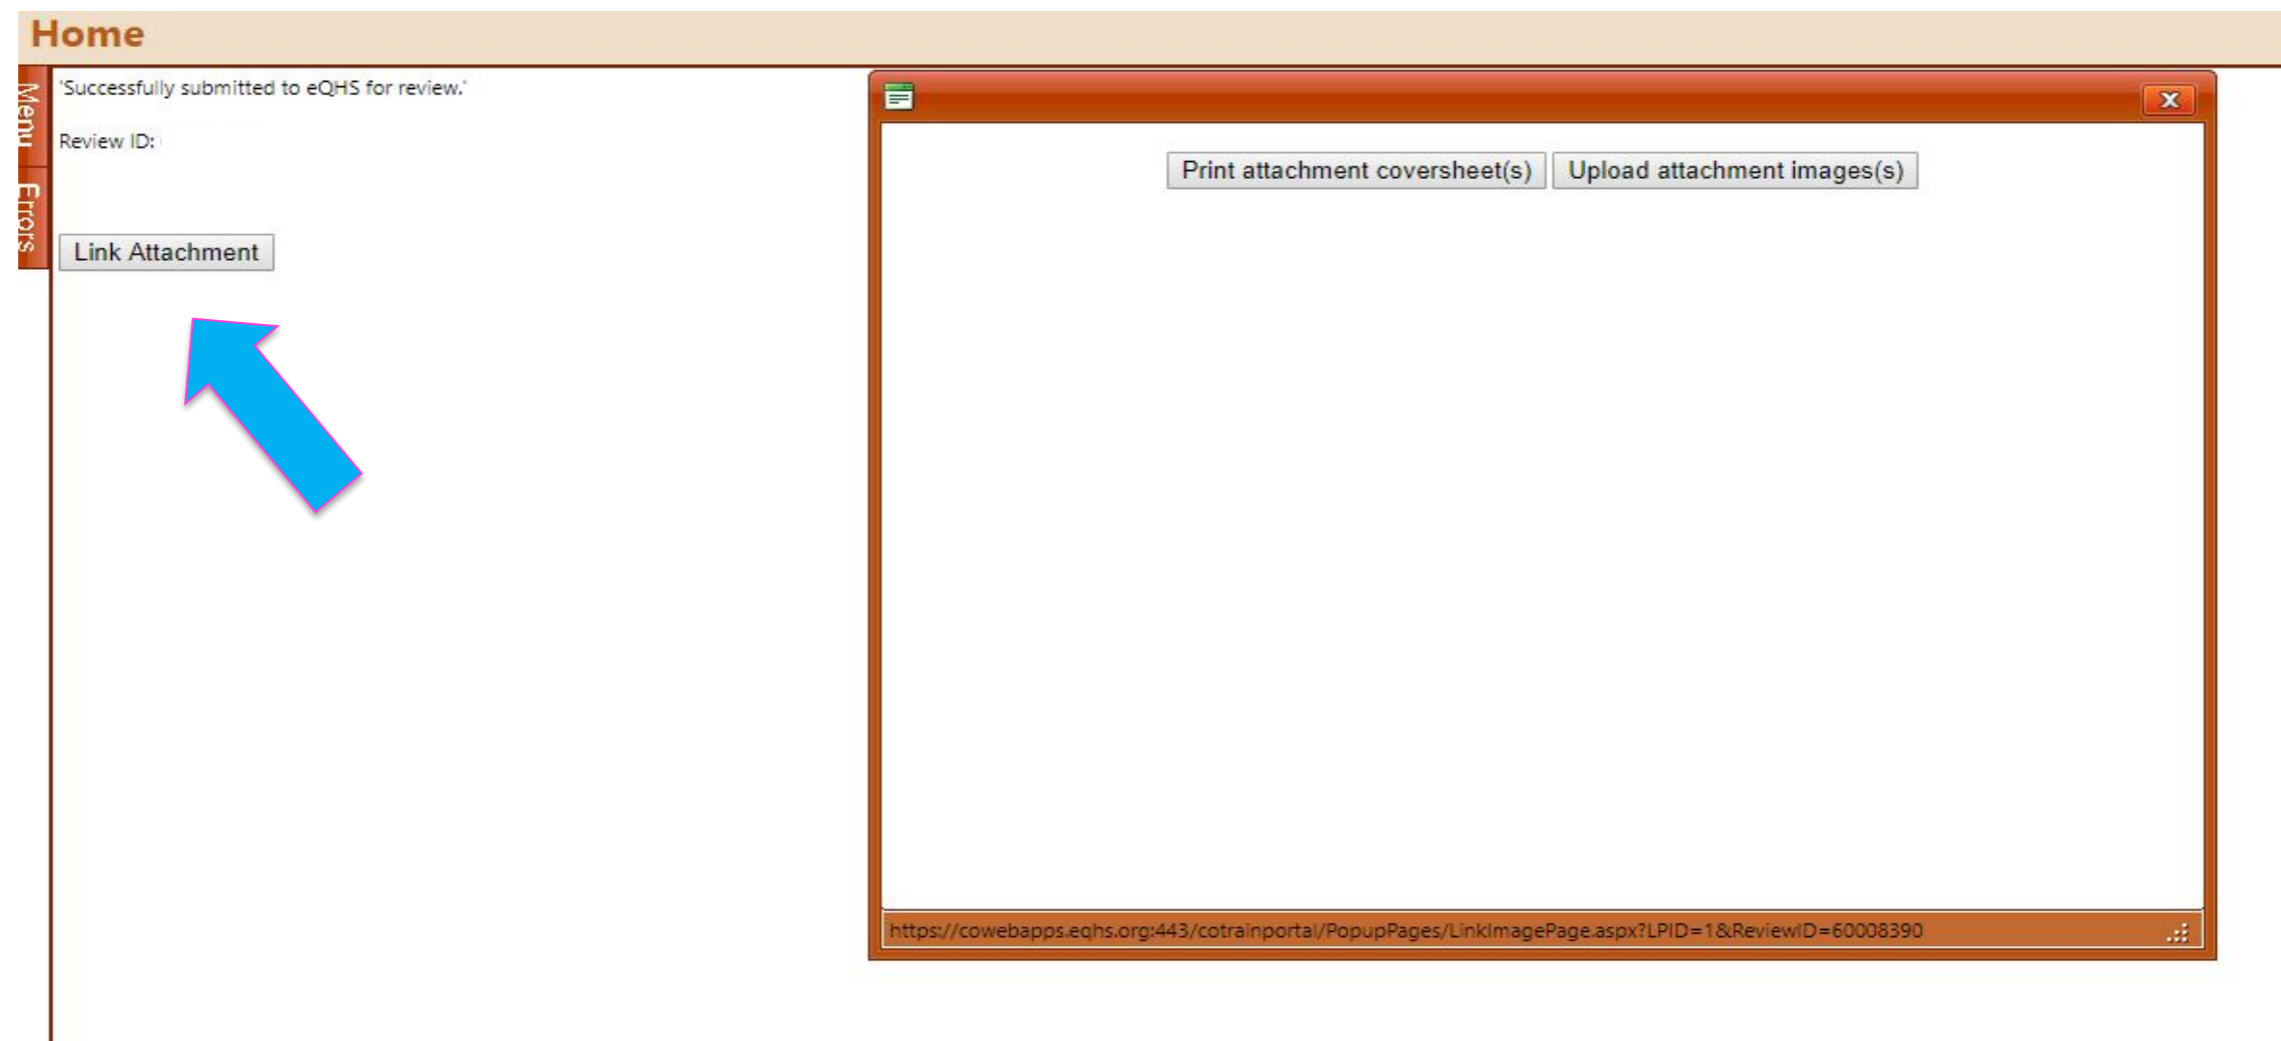 Home
Menu
Errors
'Successfully submitted to eQHS for review.'
Review ID:
Link Attachment
x
Print attachment coversheet(s) Upload attachment images(s)
https://cowebapps.eqhs.org:443/cotrainportal/PopupPages/LinkImagePage.aspx?LPID=1&ReviewID=60008390